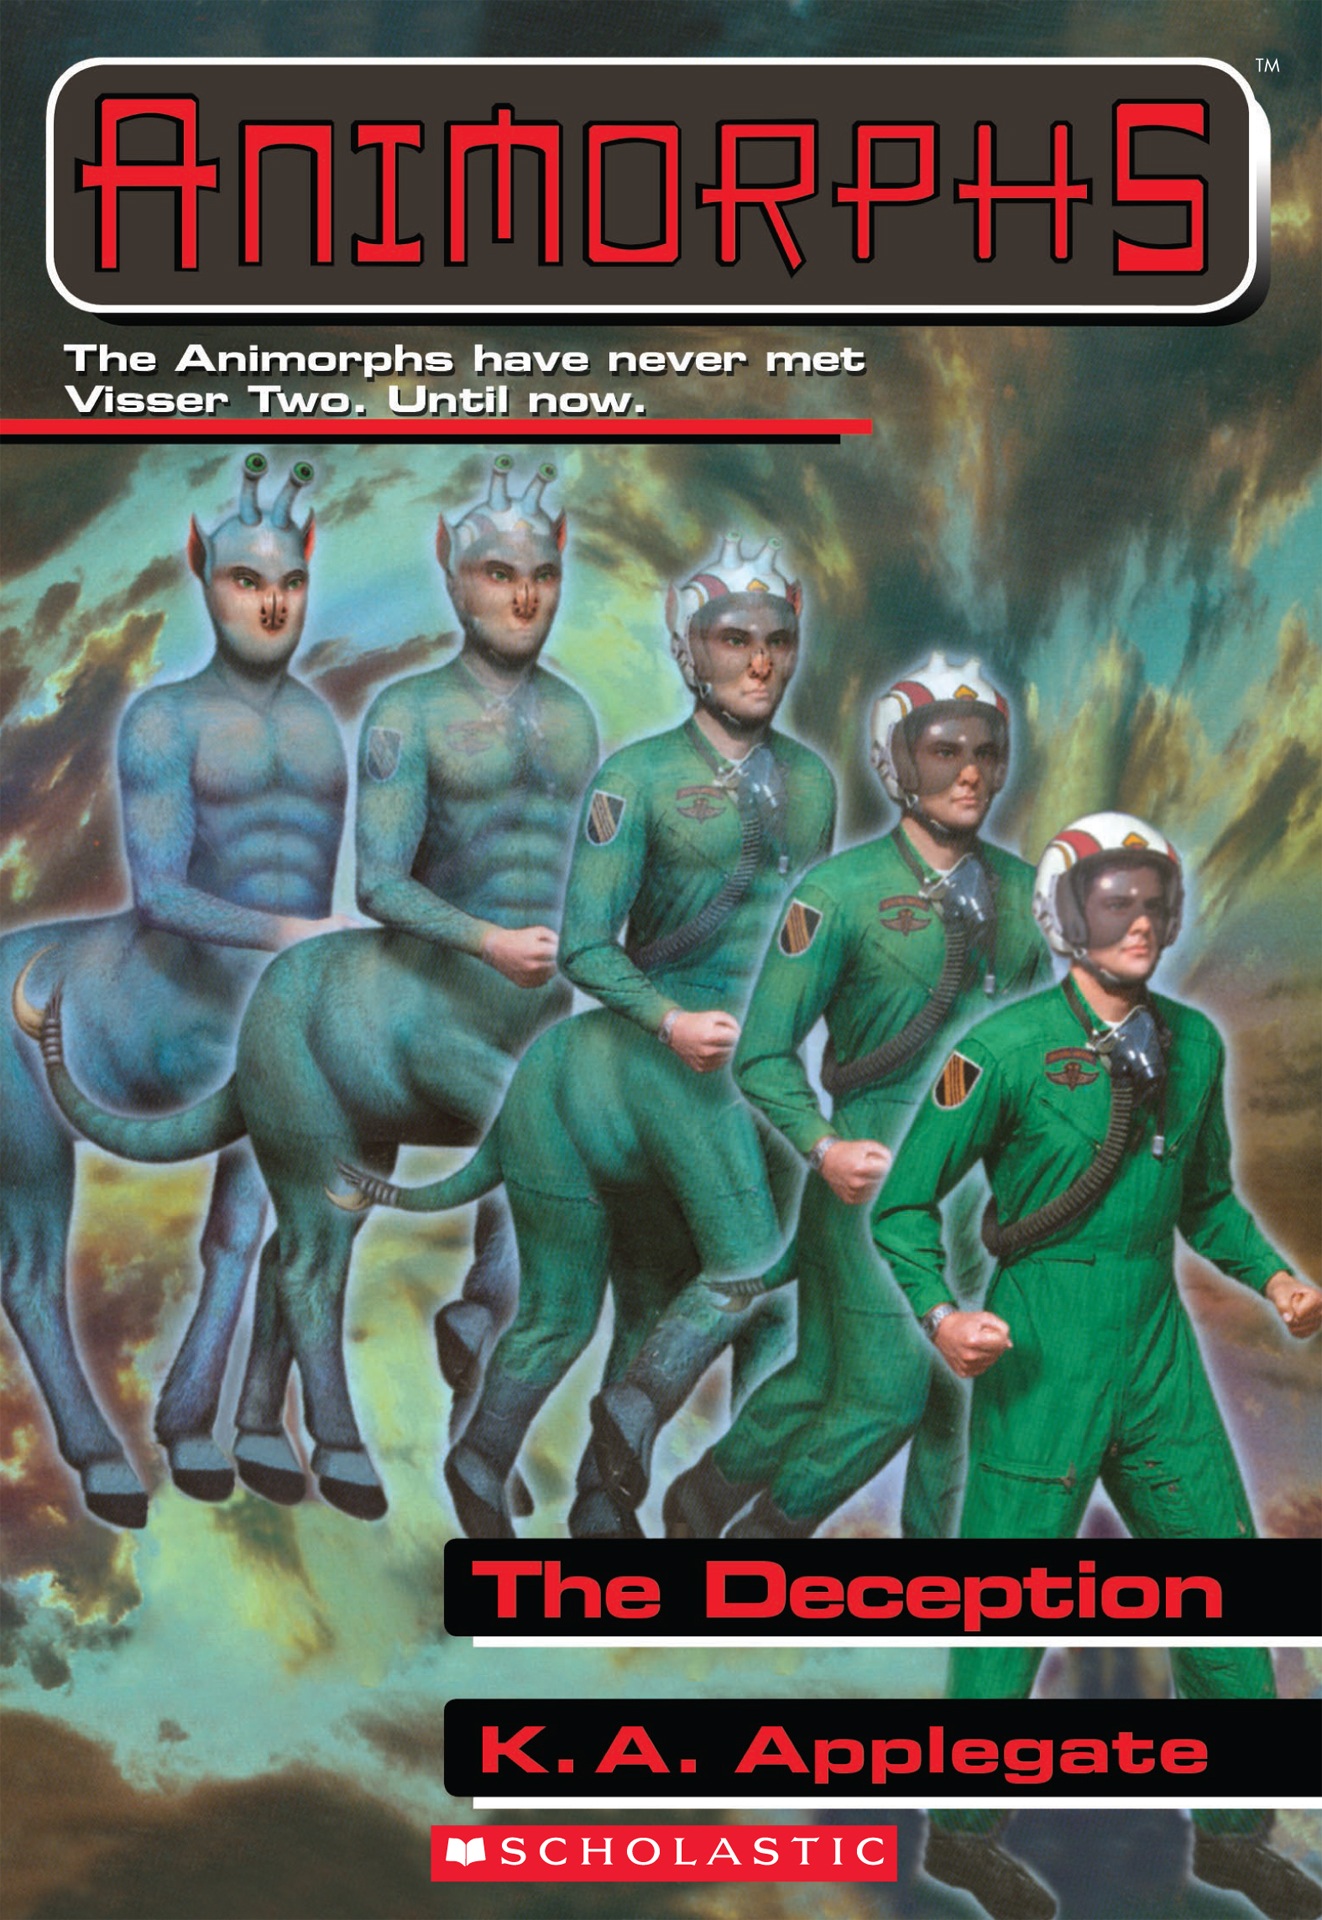 ANIMORPHS
TM
The Animorphs have never met
Visser Two. Until now.
The Deception
K. A. Applegate
SCHOLASTIC